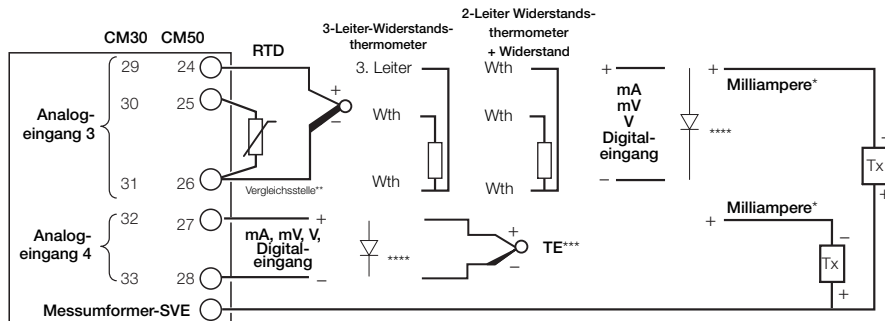 CM30 CM50
RTD
3-Leiter-Widerstands-
thermometer
2-Leiter Widerstands-
thermometer
+ Widerstand
29 24
30 25
31 26
Analog-
eingang 3
+
−
Vergleichsstelle**
3. Leiter
Wth
Wth
Wth
Wth
Wth
+
mA
mV
V
Digital-
eingang
−
****
+
Milliampere*
−
Tx
+
32 27
33 28
Analog-
eingang 4
+
mA, mV, V,
Digital-
eingang
−
****
+
−
TE***
+
Milliampere*
−
Tx
+
Messumformer-SVE